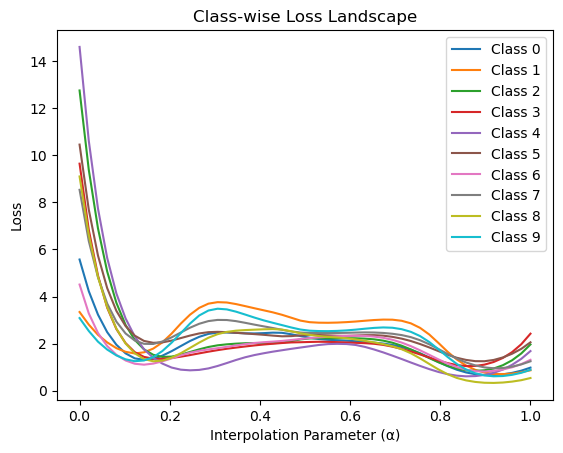 Class-wise Loss Landscape
Loss
14
12
10
8
6
4
2
0
Class 0
Class 1
Class 2
Class 3
Class 4
Class 5
Class 6
Class 7
Class 8
Class 9
0.0 0.2 0.4 0.6 0.8 1.0
Interpolation Parameter (α)